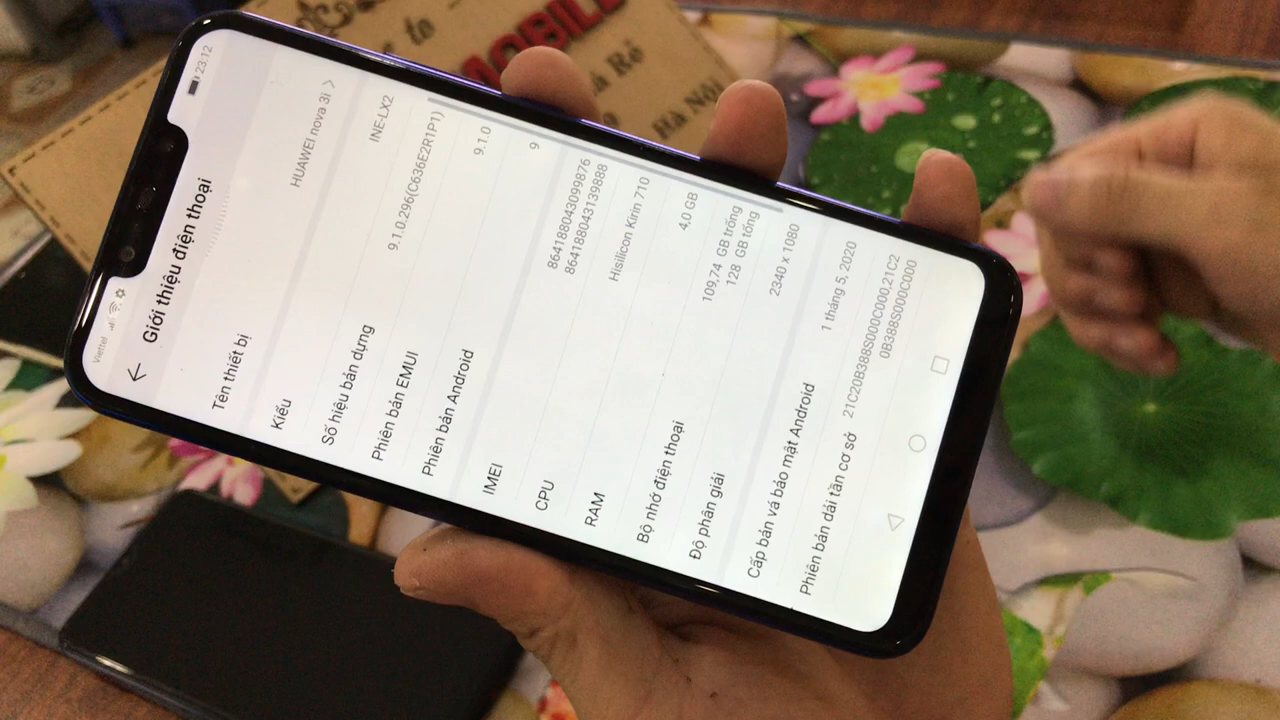 Viettel
23:12
Giới thiệu điện thoại
Tên thiết bị HUAWEI nova 3i
Kiểu INE-LX2
Số hiệu bản dựng 9.1.0.296(C636E2R1P1)
Phiên bản EMUI 9.1.0
Phiên bản Android 9
IMEI 864188043099876
864188043139888
CPU Hisilicon Kirin 710
RAM 4,0 GB
Bộ nhớ điện thoại 109,74 GB trống
128 GB tổng
Độ phân giải 2340 x 1080
Cấp bản vá bảo mật Android 1 tháng 5, 2020
Phiên bản dải tần cơ sở 21C20B388S000C000,21C2
0B388S000C000
to
MOBILE
Hà Nội